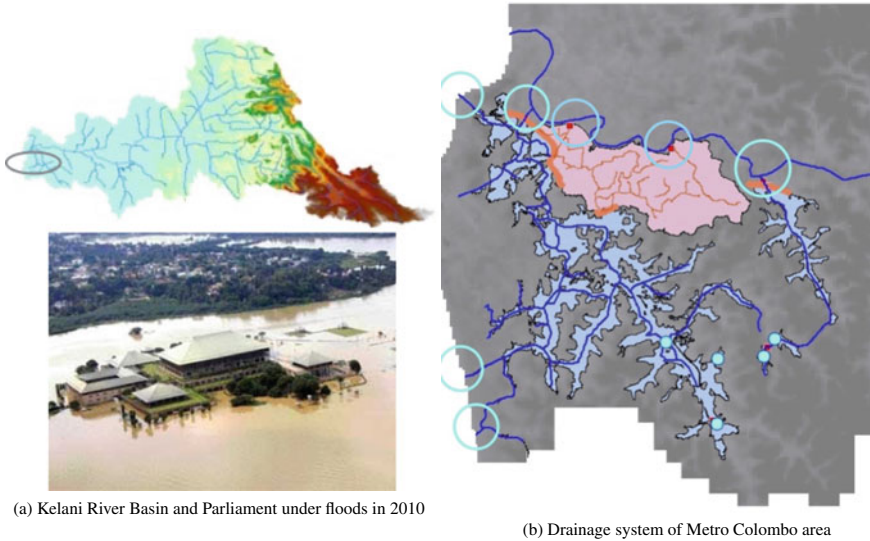 (a) Kelani River Basin and Parliament under floods in 2010
(b) Drainage system of Metro Colombo area